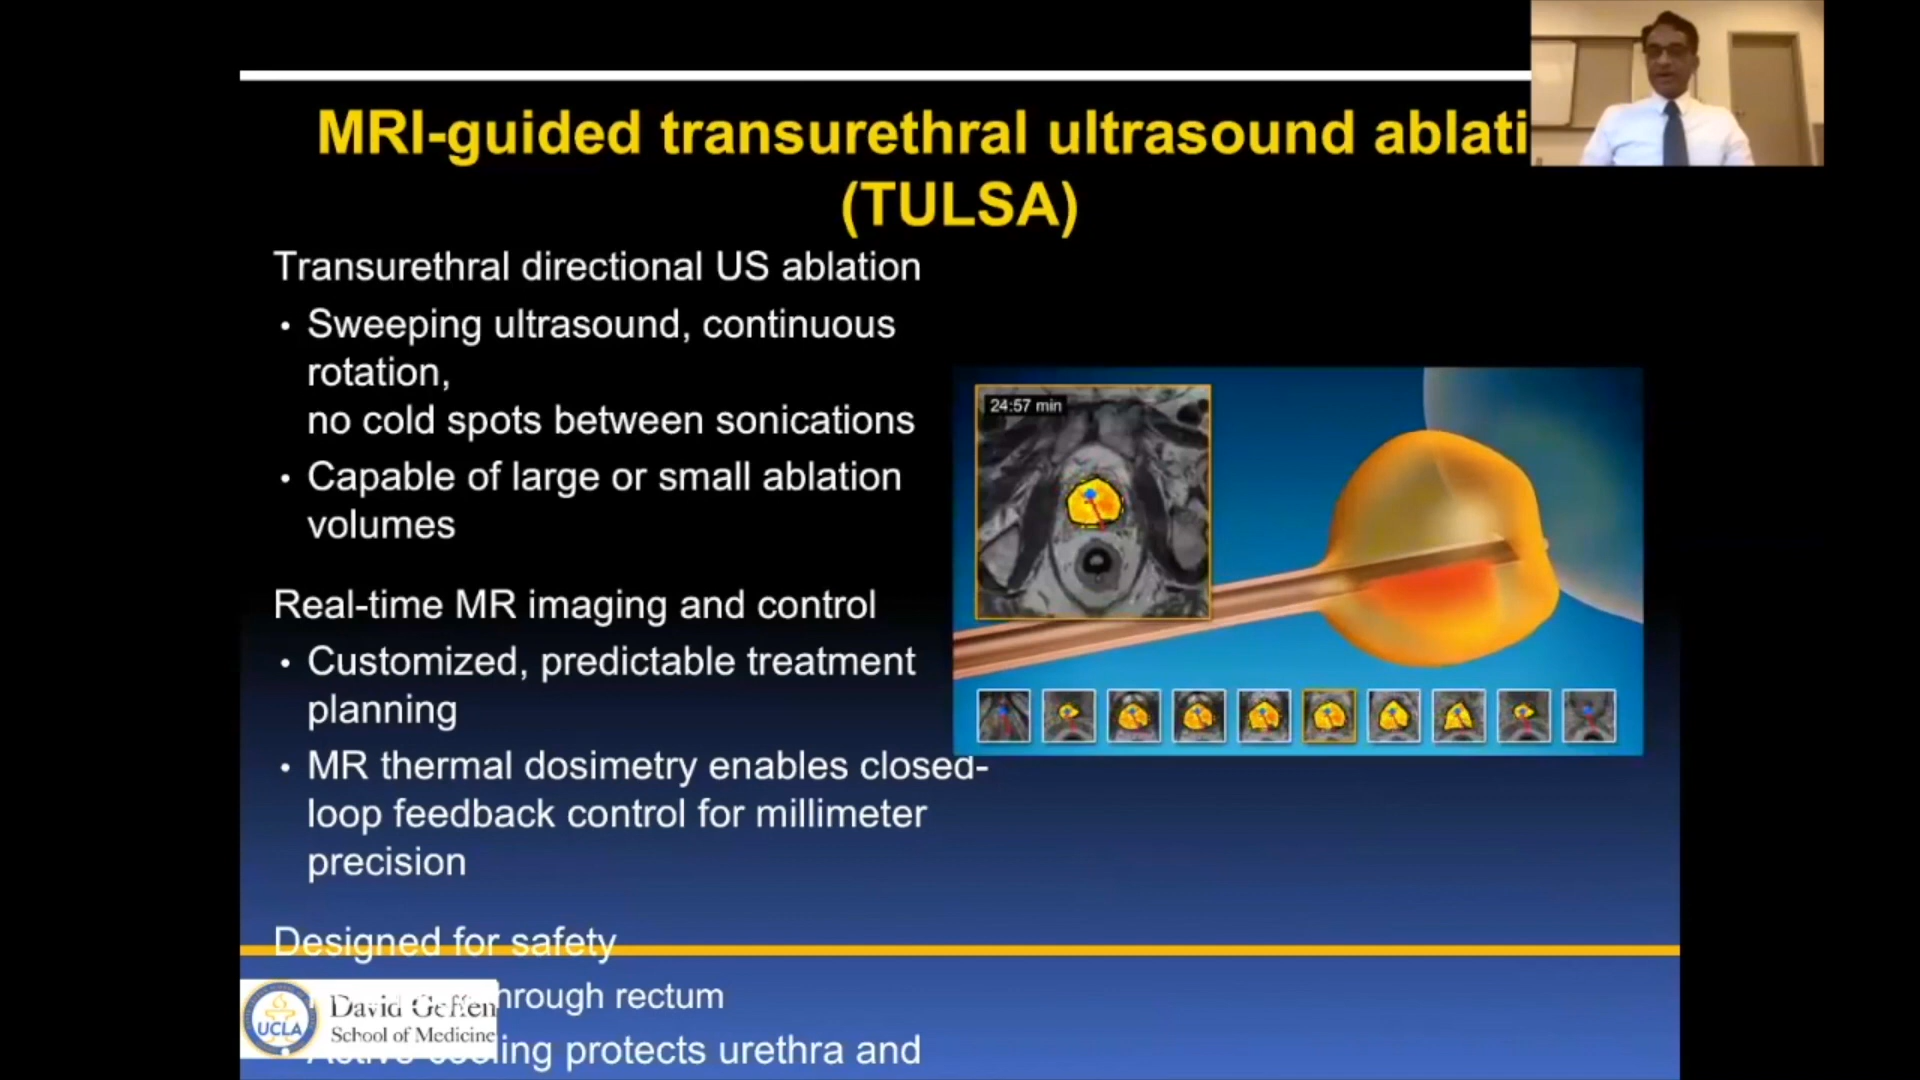 MRI-guided transurethral ultrasound ablati
(TULSA)
Transurethral directional US ablation
• Sweeping ultrasound, continuous
rotation,
no cold spots between sonications
• Capable of large or small ablation
volumes
24:57 min
Real-time MR imaging and control
• Customized, predictable treatment
planning
• MR thermal dosimetry enables closed-
loop feedback control for millimeter
precision
Designed for safety
through rectum
• Active cooling protects urethra and
UCLA
David Geffen
School of Medicine